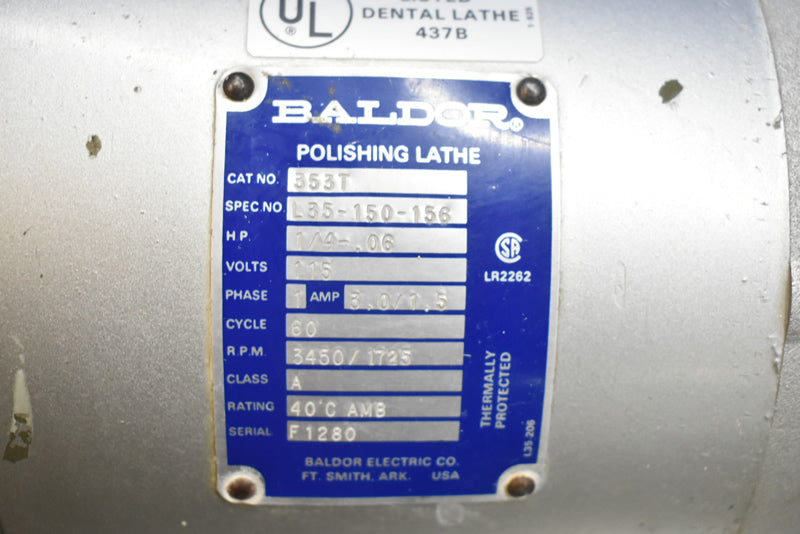 UL
®
LISTED
DENTAL LATHE
437B
BALDOR®
POLISHING LATHE
CAT NO. 353T
SPEC.NO. L35-150-156
H.P. 1/4-.06
VOLTS 115
PHASE 1 AMP 3.0/1.5
CYCLE 60
R.P.M. 3450/1725
CLASS A
RATING 40°C AMB
SERIAL F1280
SA
LR2262
THERMALLY
PROTECTED
L35-206
BALDOR ELECTRIC CO.
FT. SMITH, ARK. USA